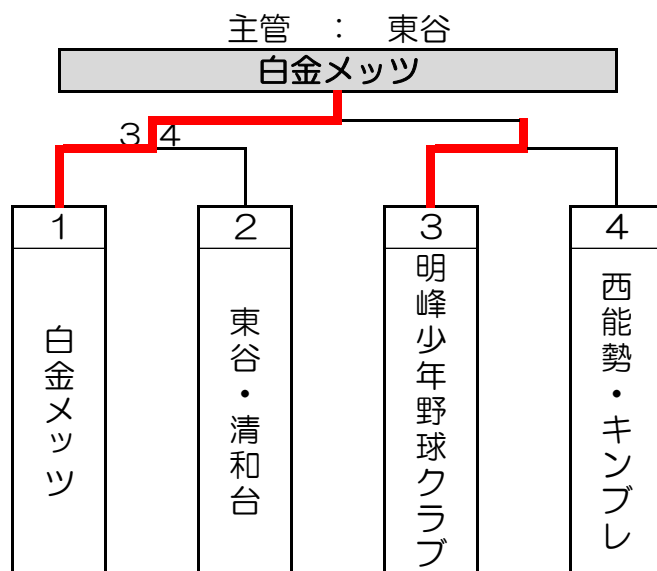 主管　：　東谷
白金メッツ
３ ４
１
２
３
４
白金メッツ
東谷・清和台
明峰少年野球クラブ
西能勢・キンブレ